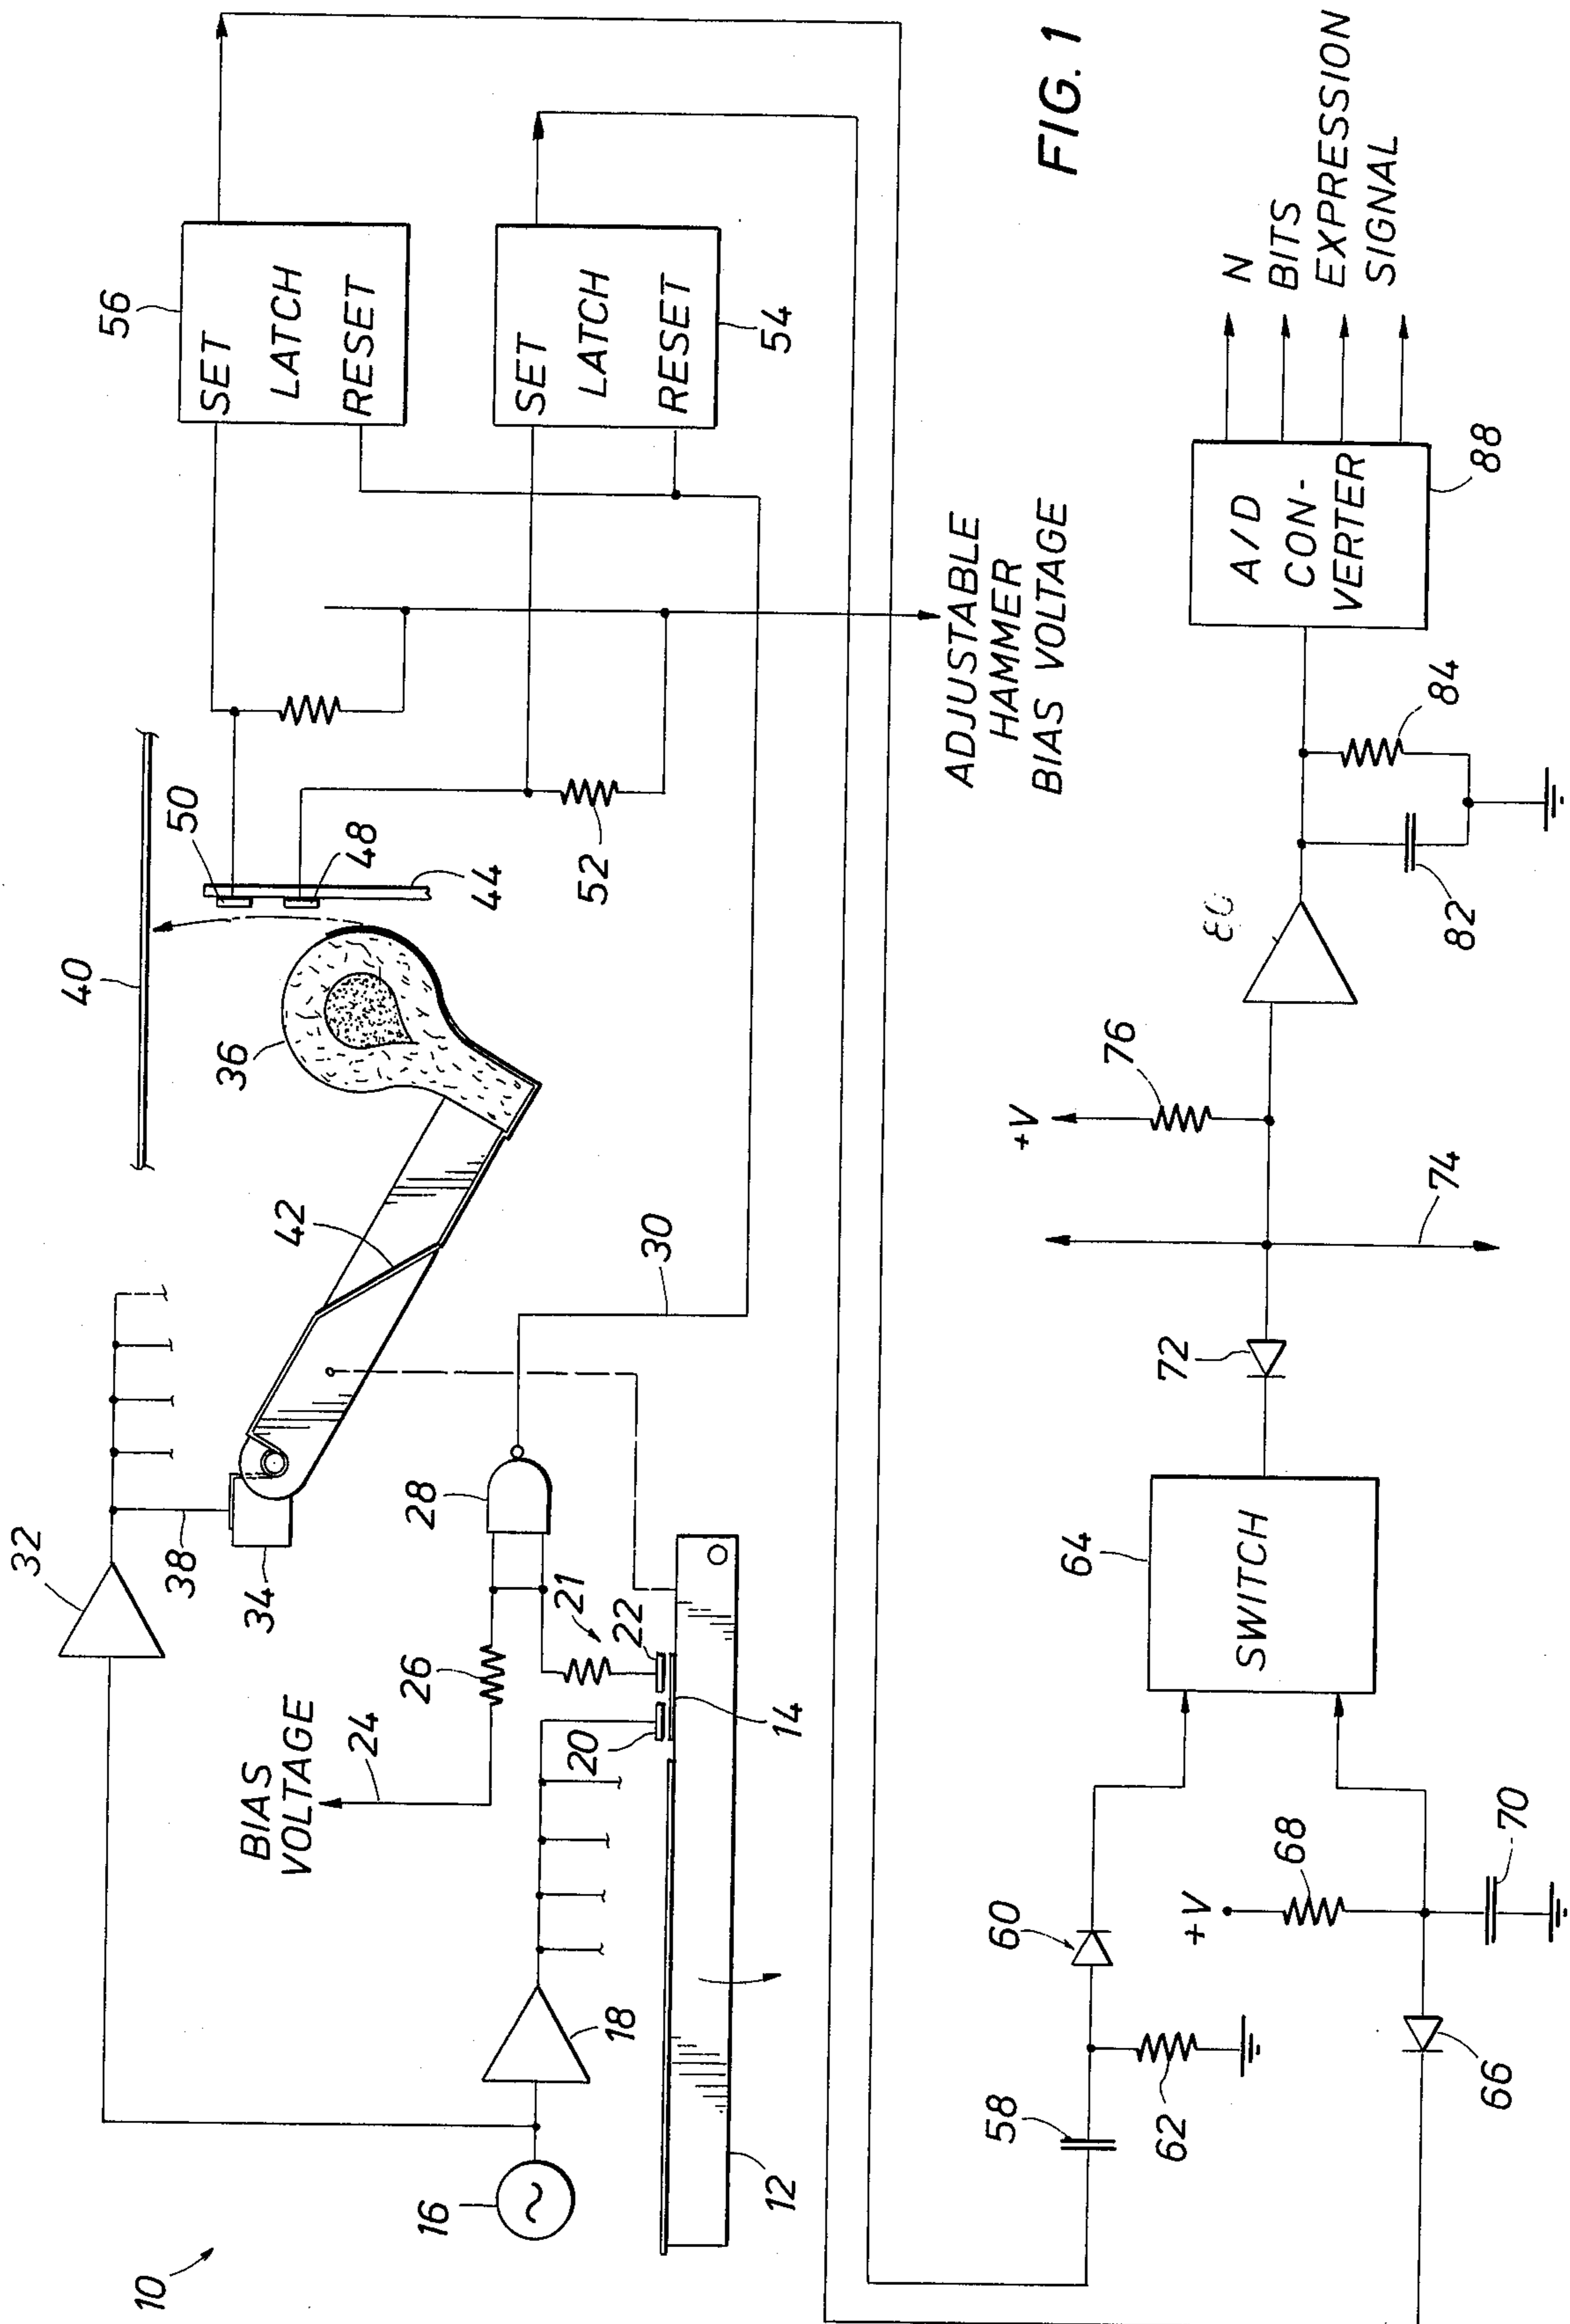 10
16
18
12
20
22
14
21
BIAS
VOLTAGE
24
26
28
30
32
38
34
42
36
40
50
48
44
52
56
SET
LATCH
RESET
54
SET
LATCH
RESET
ADJUSTABLE
HAMMER
BIAS VOLTAGE
FIG. 1
58
60
62
64
SWITCH
66
+V
68
70
72
74
+V
76
82
84
A/D
CON-
VERTER
88
N
BITS
EXPRESSION
SIGNAL